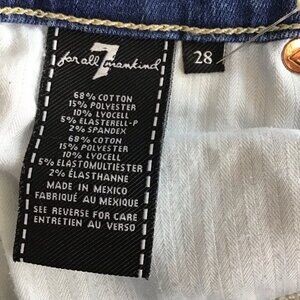 7
for all mankind
28
68% COTTON
15% POLYESTER
10% LYOCELL
5% ELASTERELL-P
2% SPANDEX
68% COTON
15% POLYESTER
10% LYOCELL
5% ELASTOMULTIESTER
2% ÉLASTHANNE
MADE IN MEXICO
FABRIQUÉ AU MEXIQUE
SEE REVERSE FOR CARE
ENTRETIEN AU VERSO